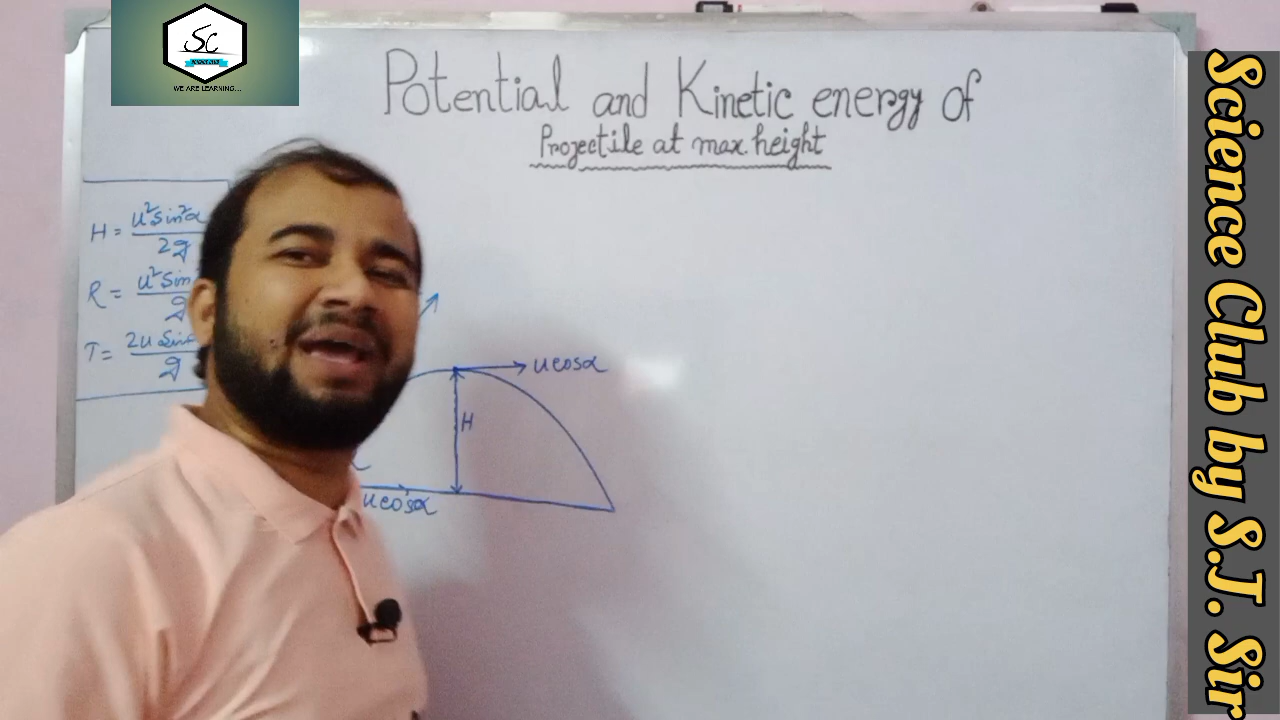 SC
WE ARE LEARNING...
Potential and Kinetic energy of
Projectile at max. height
H = u²sin²α / 2g
R = u²sin / g
T = 2u sin / g
ucosα
H
ucosα
Science Club by S.J. Sir